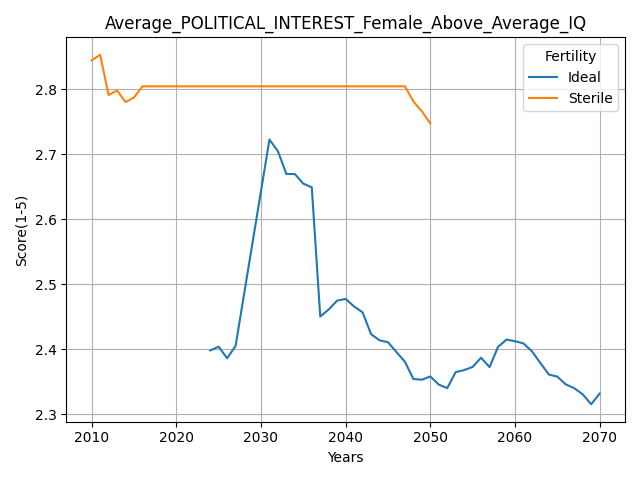 Average_POLITICAL_INTEREST_Female_Above_Average_IQ
Fertility
Ideal
Sterile
Score(1-5)
2.8
2.7
2.6
2.5
2.4
2.3
2010 2020 2030 2040 2050 2060 2070
Years